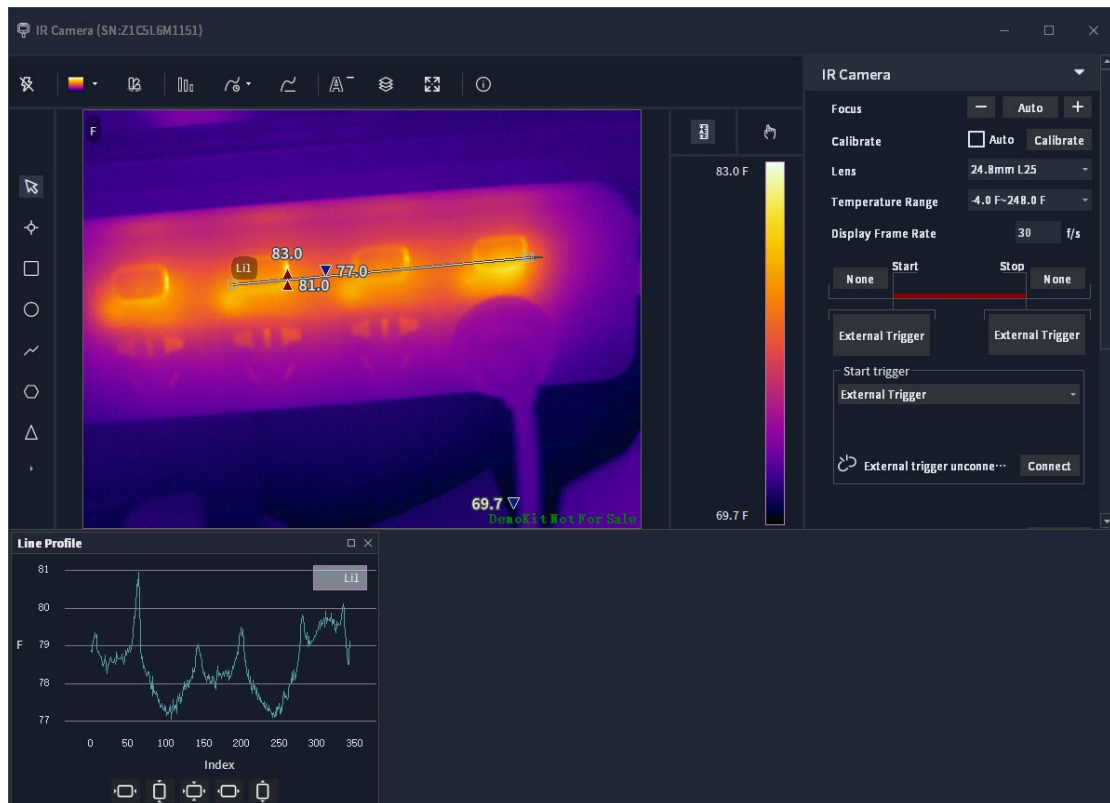 IR Camera (SN:Z1C5L6M1151)
IR Camera
Focus
Auto
Calibrate
Auto
Calibrate
Lens
24.8mm L25
Temperature Range
-4.0 F~248.0 F
Display Frame Rate
30
f/s
Start
Stop
None
None
External Trigger
External Trigger
Start trigger
External Trigger
External trigger unconne···
Connect
F
83.0
Li1
77.0
81.0
69.7
DemoKit Not For Sale
83.0 F
69.7 F
Line Profile
Li1
81
80
F
79
78
77
0 50 100 150 200 250 300 350
Index